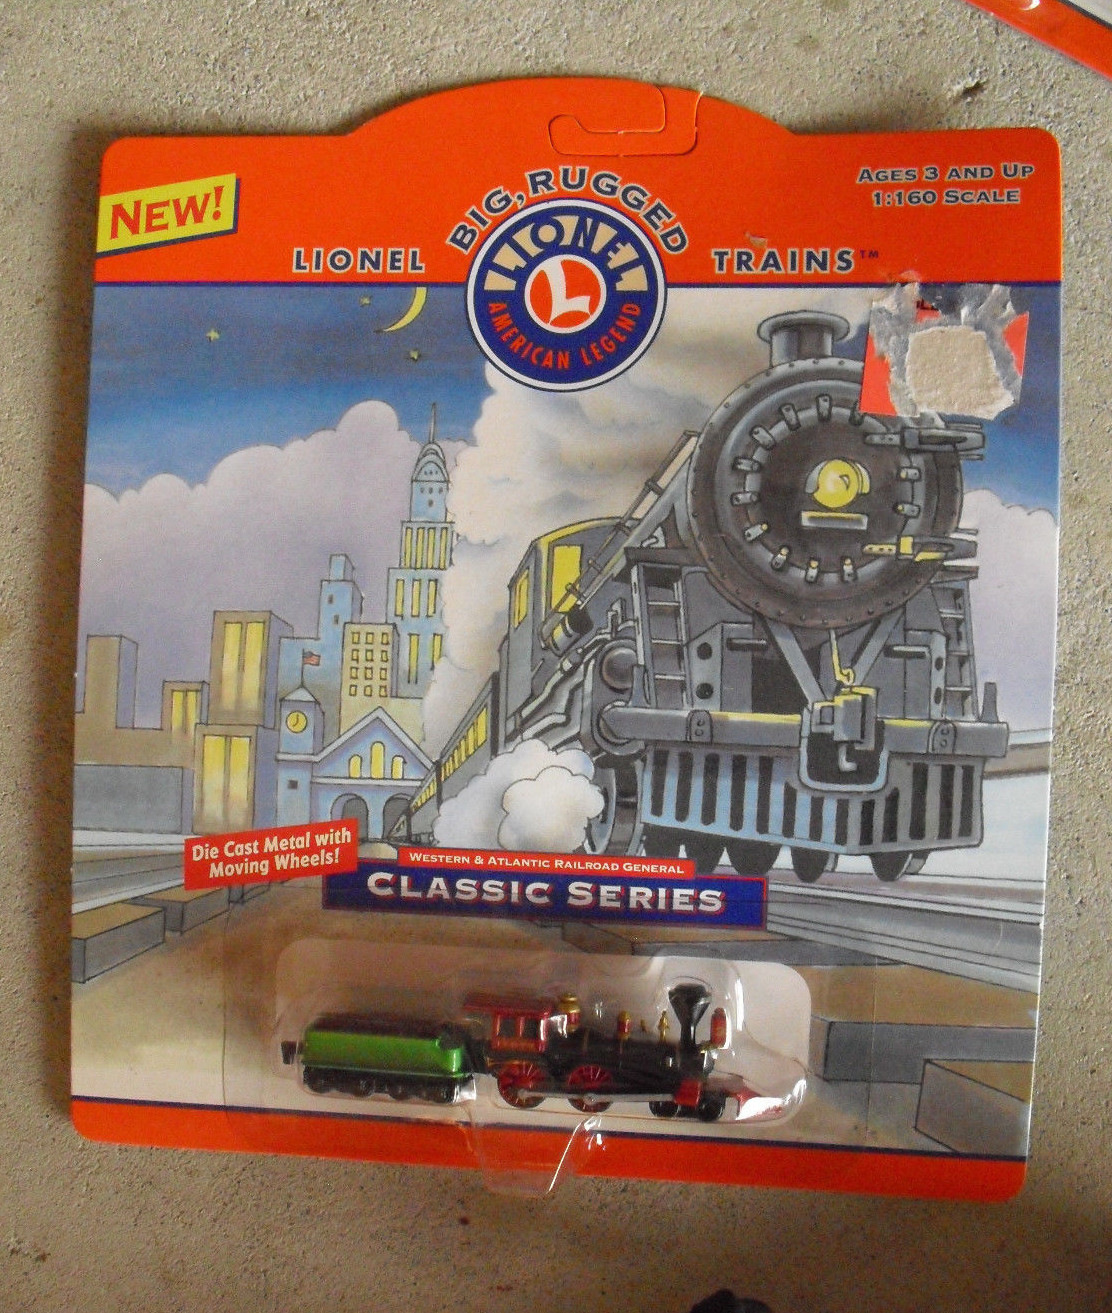 NEW!
AGES 3 AND UP
1:160 SCALE
BIG, RUGGED
LIONEL
TRAINS™
LIONEL
L
AMERICAN LEGEND
Die Cast Metal with
Moving Wheels!
WESTERN & ATLANTIC RAILROAD GENERAL
CLASSIC SERIES